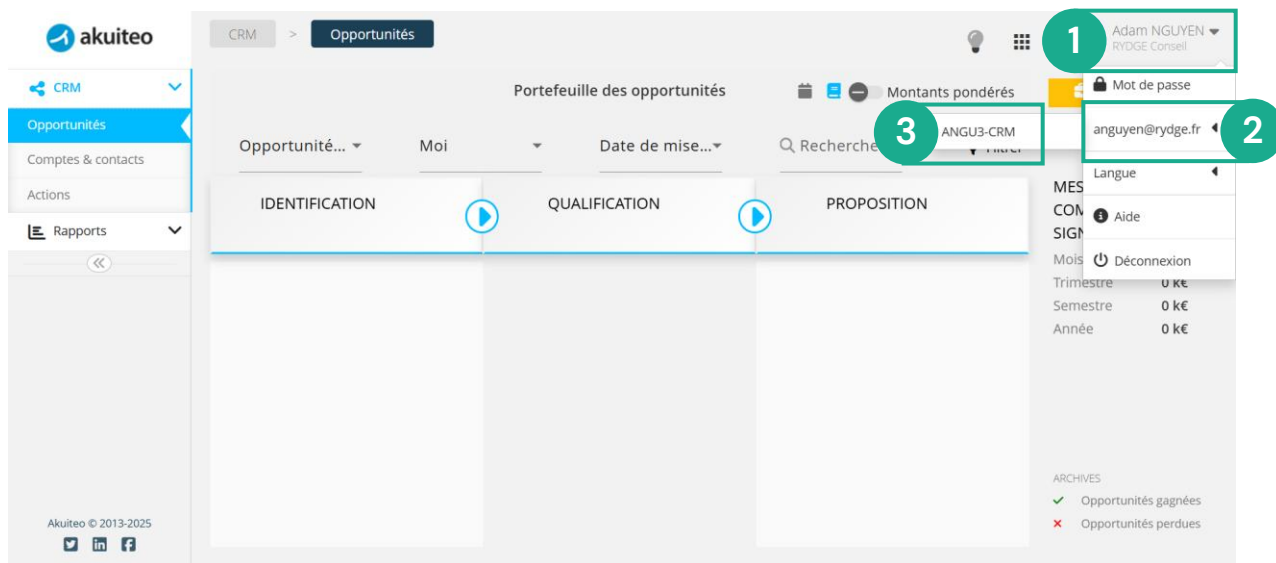 akuiteo
CRM > Opportunités
1
Adam NGUYEN
RYDGE Conseil
CRM
Opportunités
Comptes & contacts
Actions
Rapports
Portefeuille des opportunités
Montants pondérés
Mot de passe
3
ANGU3-CRM
anguyen@rydge.fr
2
Opportunité...
Moi
Date de mise...
Recherche
Filtrer
Langue
IDENTIFICATION
QUALIFICATION
PROPOSITION
MES
Aide
Mois
Déconnexion
Trimestre 0 k€
Semestre 0 k€
Année 0 k€
ARCHIVES
Opportunités gagnées
Opportunités perdues
Akuiteo © 2013-2025